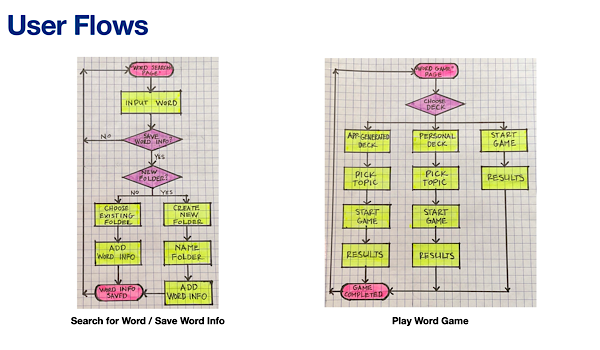 User Flows
"WORD SEARCH"
PAGE
INPUT WORD
SAVE
WORD INFO?
NO
YES
NEW
FOLDER?
NO
YES
CHOOSE
EXISTING
FOLDER
CREATE
NEW
FOLDER
ADD
WORD INFO
NAME
FOLDER
WORD INFO
SAVED
ADD
WORD INFO
Search for Word / Save Word Info
"WORD GAME"
PAGE
CHOOSE
DECK
APP-GENERATED
DECK
PERSONAL
DECK
START
GAME
PICK
TOPIC
PICK
TOPIC
RESULTS
START
GAME
START
GAME
RESULTS
RESULTS
GAME
COMPLETED
Play Word Game